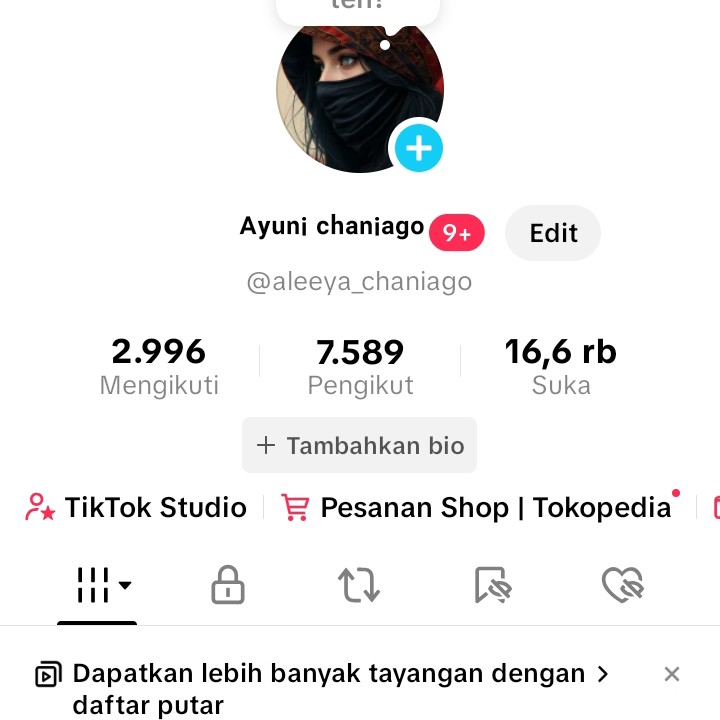 Ayuni chaniago
9+
Edit
@aleeya_chaniago
2.996
7.589
16,6 rb
Mengikuti
Pengikut
Suka
+ Tambahkan bio
TikTok Studio
Pesanan Shop | Tokopedia
Dapatkan lebih banyak tayangan dengan
daftar putar